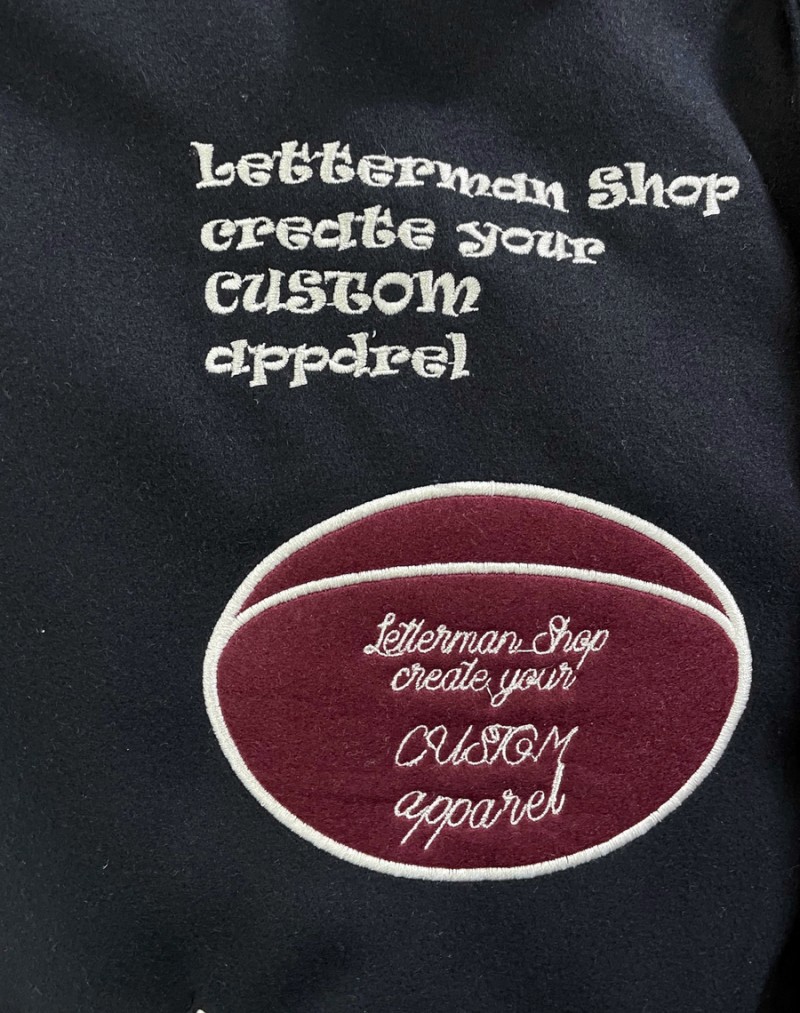 Letterman Shop
create your
CUSTOM
apparel
Letterman Shop
create your
CUSTOM
apparel